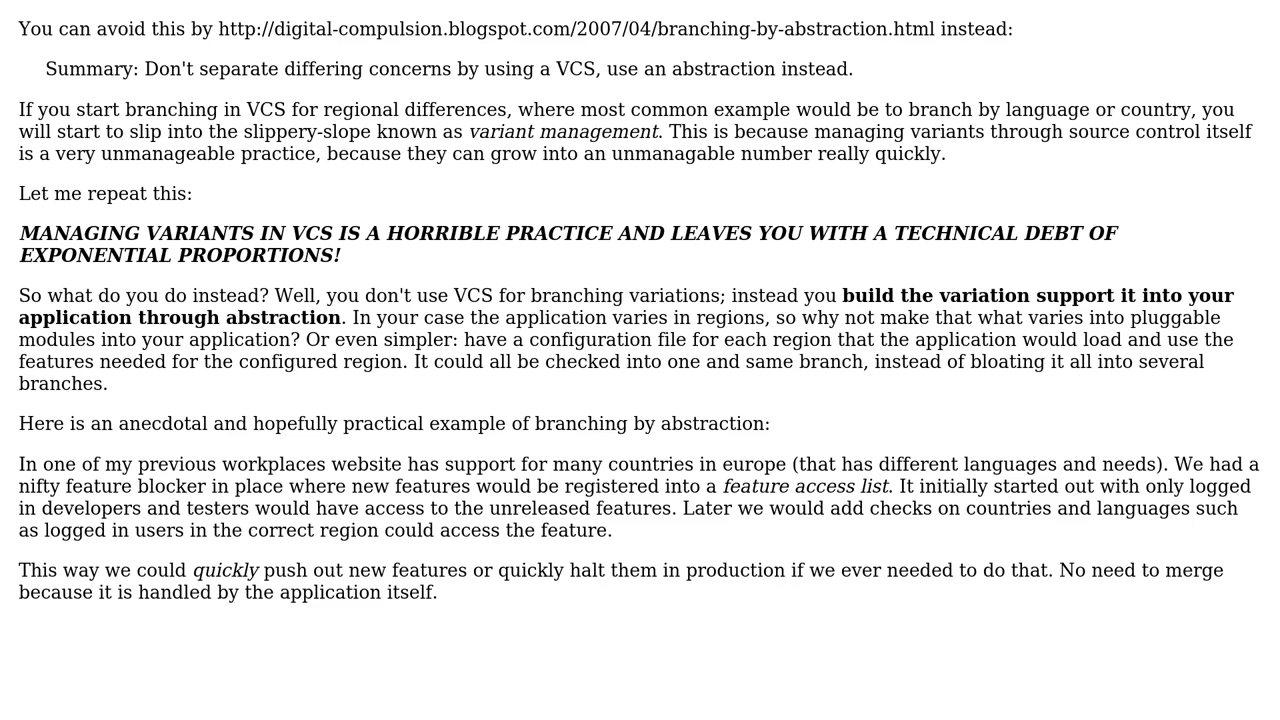 You can avoid this by http://digital-compulsion.blogspot.com/2007/04/branching-by-abstraction.html instead:
Summary: Don't separate differing concerns by using a VCS, use an abstraction instead.
If you start branching in VCS for regional differences, where most common example would be to branch by language or country, you
will start to slip into the slippery-slope known as variant management. This is because managing variants through source control itself
is a very unmanageable practice, because they can grow into an unmanagable number really quickly.
Let me repeat this:
MANAGING VARIANTS IN VCS IS A HORRIBLE PRACTICE AND LEAVES YOU WITH A TECHNICAL DEBT OF
EXPONENTIAL PROPORTIONS!
So what do you do instead? Well, you don't use VCS for branching variations; instead you build the variation support it into your
application through abstraction. In your case the application varies in regions, so why not make that what varies into pluggable
modules into your application? Or even simpler: have a configuration file for each region that the application would load and use the
features needed for the configured region. It could all be checked into one and same branch, instead of bloating it all into several
branches.
Here is an anecdotal and hopefully practical example of branching by abstraction:
In one of my previous workplaces website has support for many countries in europe (that has different languages and needs). We had a
nifty feature blocker in place where new features would be registered into a feature access list. It initially started out with only logged
in developers and testers would have access to the unreleased features. Later we would add checks on countries and languages such
as logged in users in the correct region could access the feature.
This way we could quickly push out new features or quickly halt them in production if we ever needed to do that. No need to merge
because it is handled by the application itself.